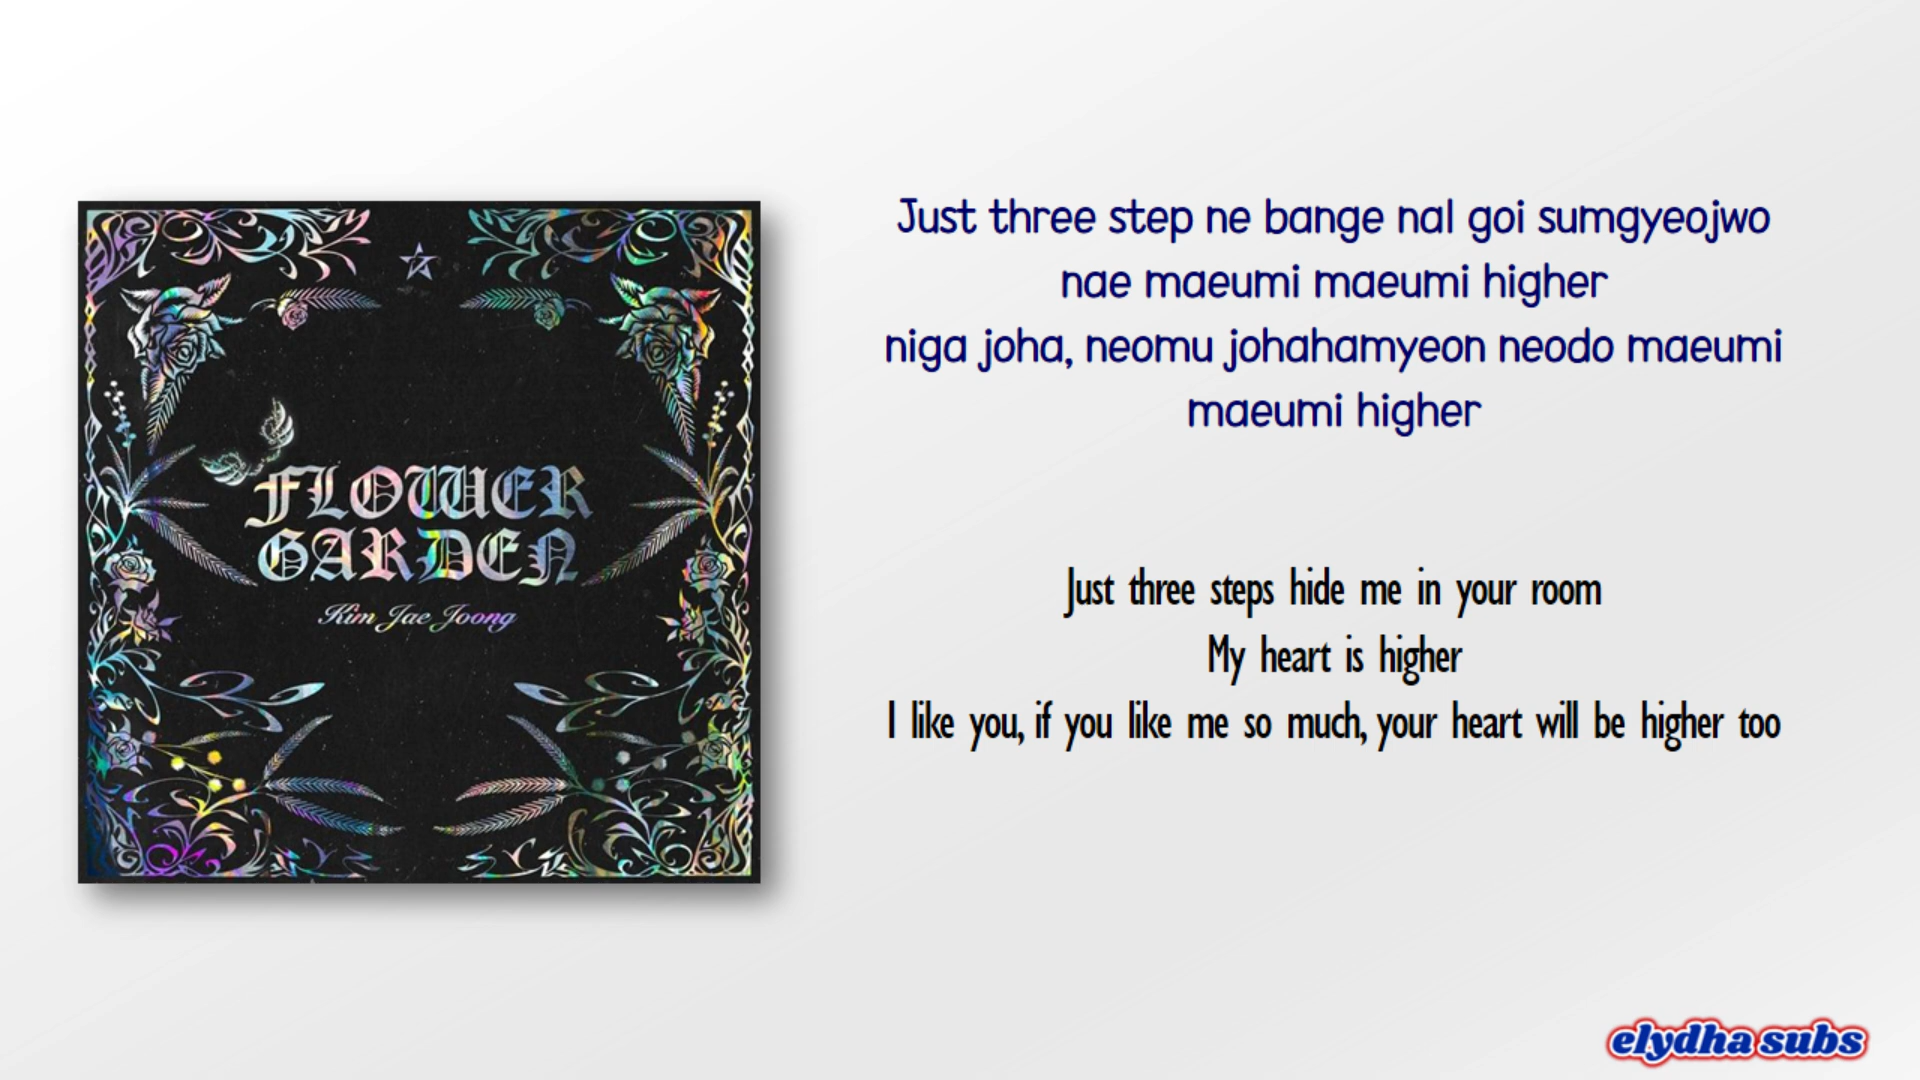 FLOWER
GARDEN
Kim Jae Joong
Just three step ne bange nal goi sumgyeojwo
nae maeumi maeumi higher
niga joha, neomu johahamyeon neodo maeumi
maeumi higher
Just three steps hide me in your room
My heart is higher
I like you, if you like me so much, your heart will be higher too
elydha subs